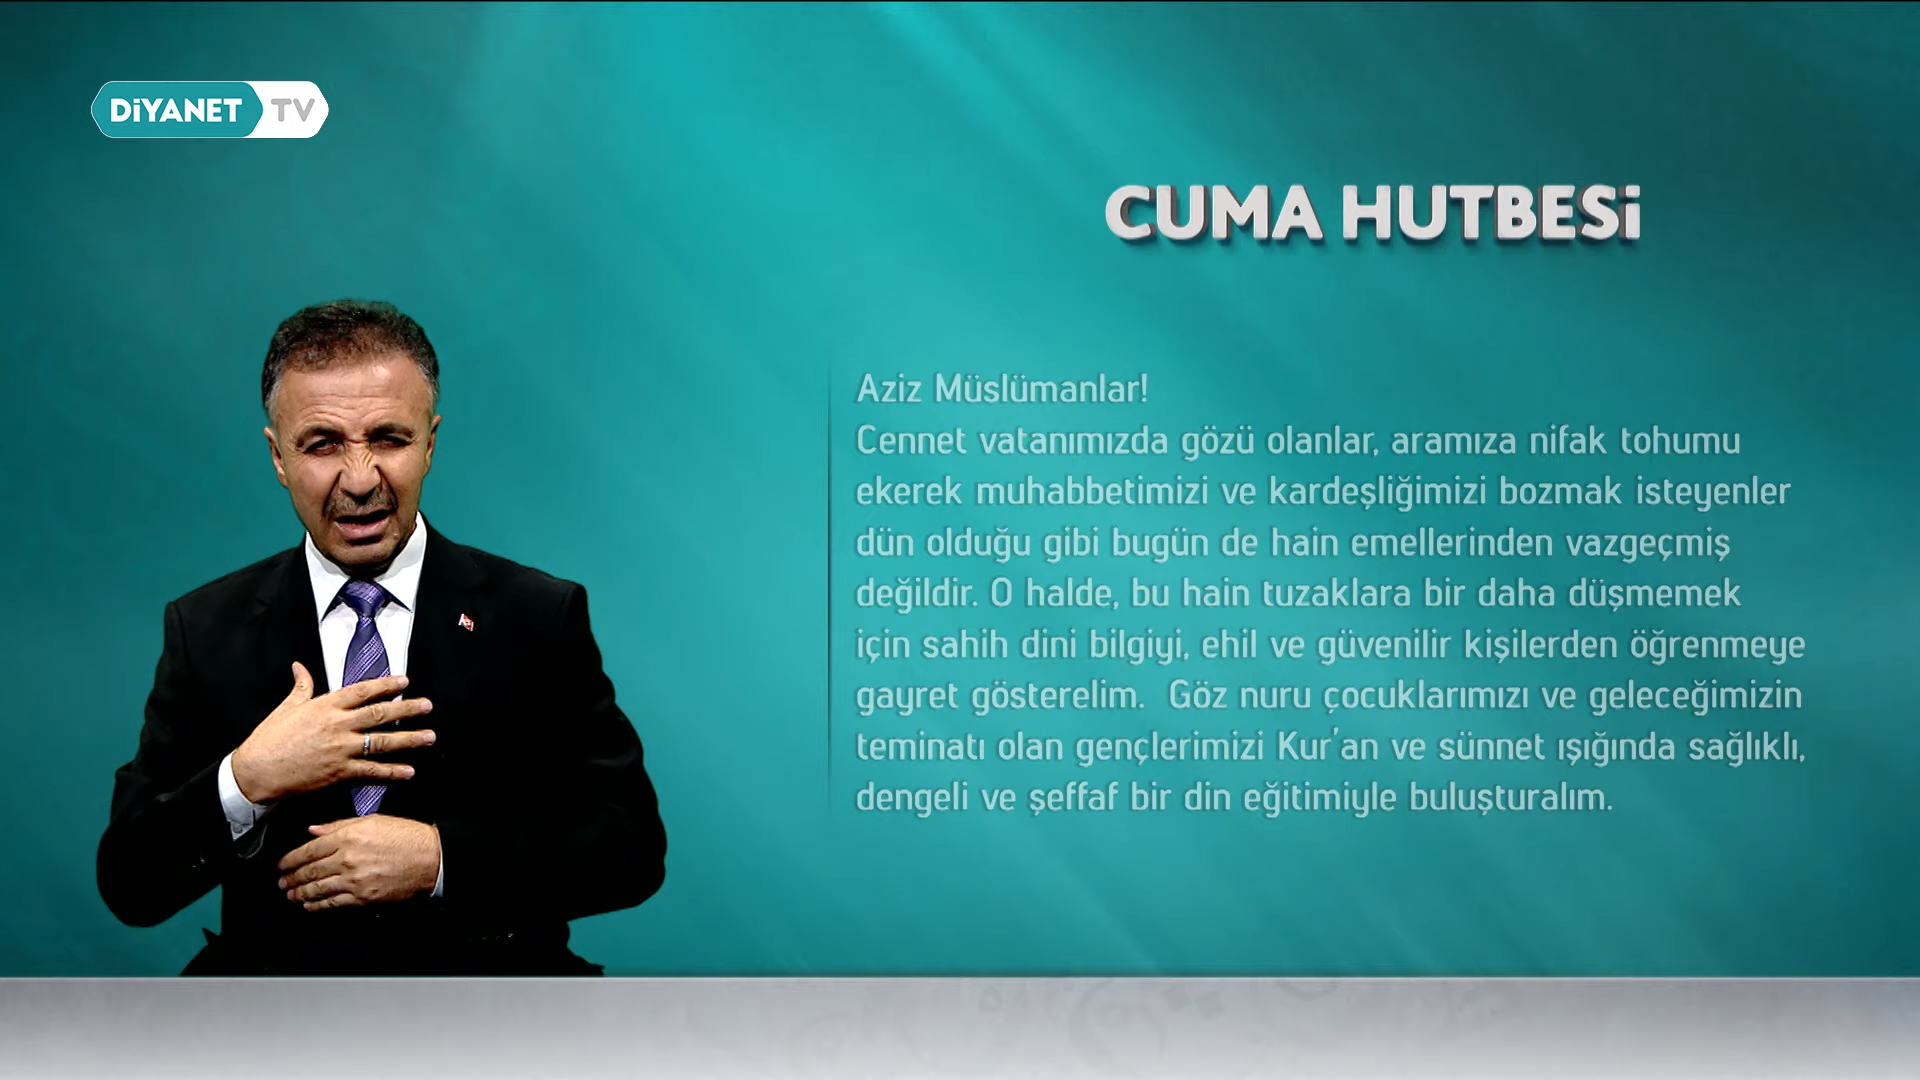 DİYANET TV
CUMA HUTBESİ
Aziz Müslümanlar!
Cennet vatanımızda gözü olanlar, aramıza nifak tohumu
ekerek muhabbetimizi ve kardeşliğimizi bozmak isteyenler
dün olduğu gibi bugün de hain emellerinden vazgeçmiş
değildir. O halde, bu hain tuzaklara bir daha düşmemek
için sahih dini bilgiyi, ehil ve güvenilir kişilerden öğrenmeye
gayret gösterelim.  Göz nuru çocuklarımızı ve geleceğimizin
teminatı olan gençlerimizi Kur'an ve sünnet ışığında sağlıklı,
dengeli ve şeffaf bir din eğitimiyle buluşturalım.